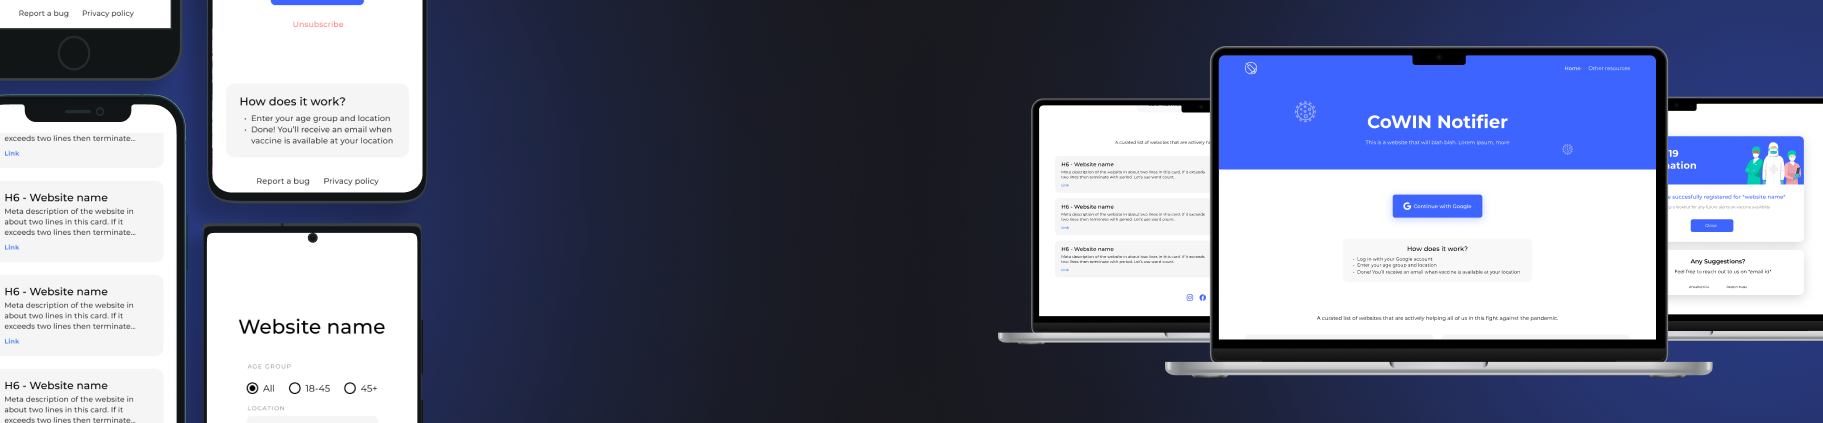 Report a bug Privacy policy
exceeds two lines then terminate...
Link
H6 - Website name
Meta description of the website in
about two lines in this card. If it
exceeds two lines then terminate...
Link
H6 - Website name
Meta description of the website in
about two lines in this card. If it
exceeds two lines then terminate...
Link
H6 - Website name
Meta description of the website in
about two lines in this card. If it
exceeds two lines then terminate...
Unsubscribe
How does it work?
• Enter your age group and location
• Done! You'll receive an email when
vaccine is available at your location
Report a bug Privacy policy
Website name
AGE GROUP
All 18-45 45+
LOCATION
A curated list of websites that are actively
H6 - Website name
Meta description of the website in about two lines in this card. If it exceeds
two lines then terminate with period. Let's use word count.
Link
H6 - Website name
Meta description of the website in about two lines in this card. If it exceeds
two lines then terminate with period. Let's use word count.
Link
H6 - Website name
Meta description of the website in about two lines in this card. If it exceeds
two lines then terminate with period. Let's use word count.
Link
Home Other resources
CoWIN Notifier
This is a website that will blah blah. Lorem ipsum, more
Continue with Google
How does it work?
• Log in with your Google account
• Enter your age group and location
• Done! You'll receive an email when vaccine is available at your location
A curated list of websites that are actively helping all of us in this fight against the pandemic.
19
ation
succesfully registered for "website name"
Close
Any Suggestions?
Feel free to reach out to us on "email id"